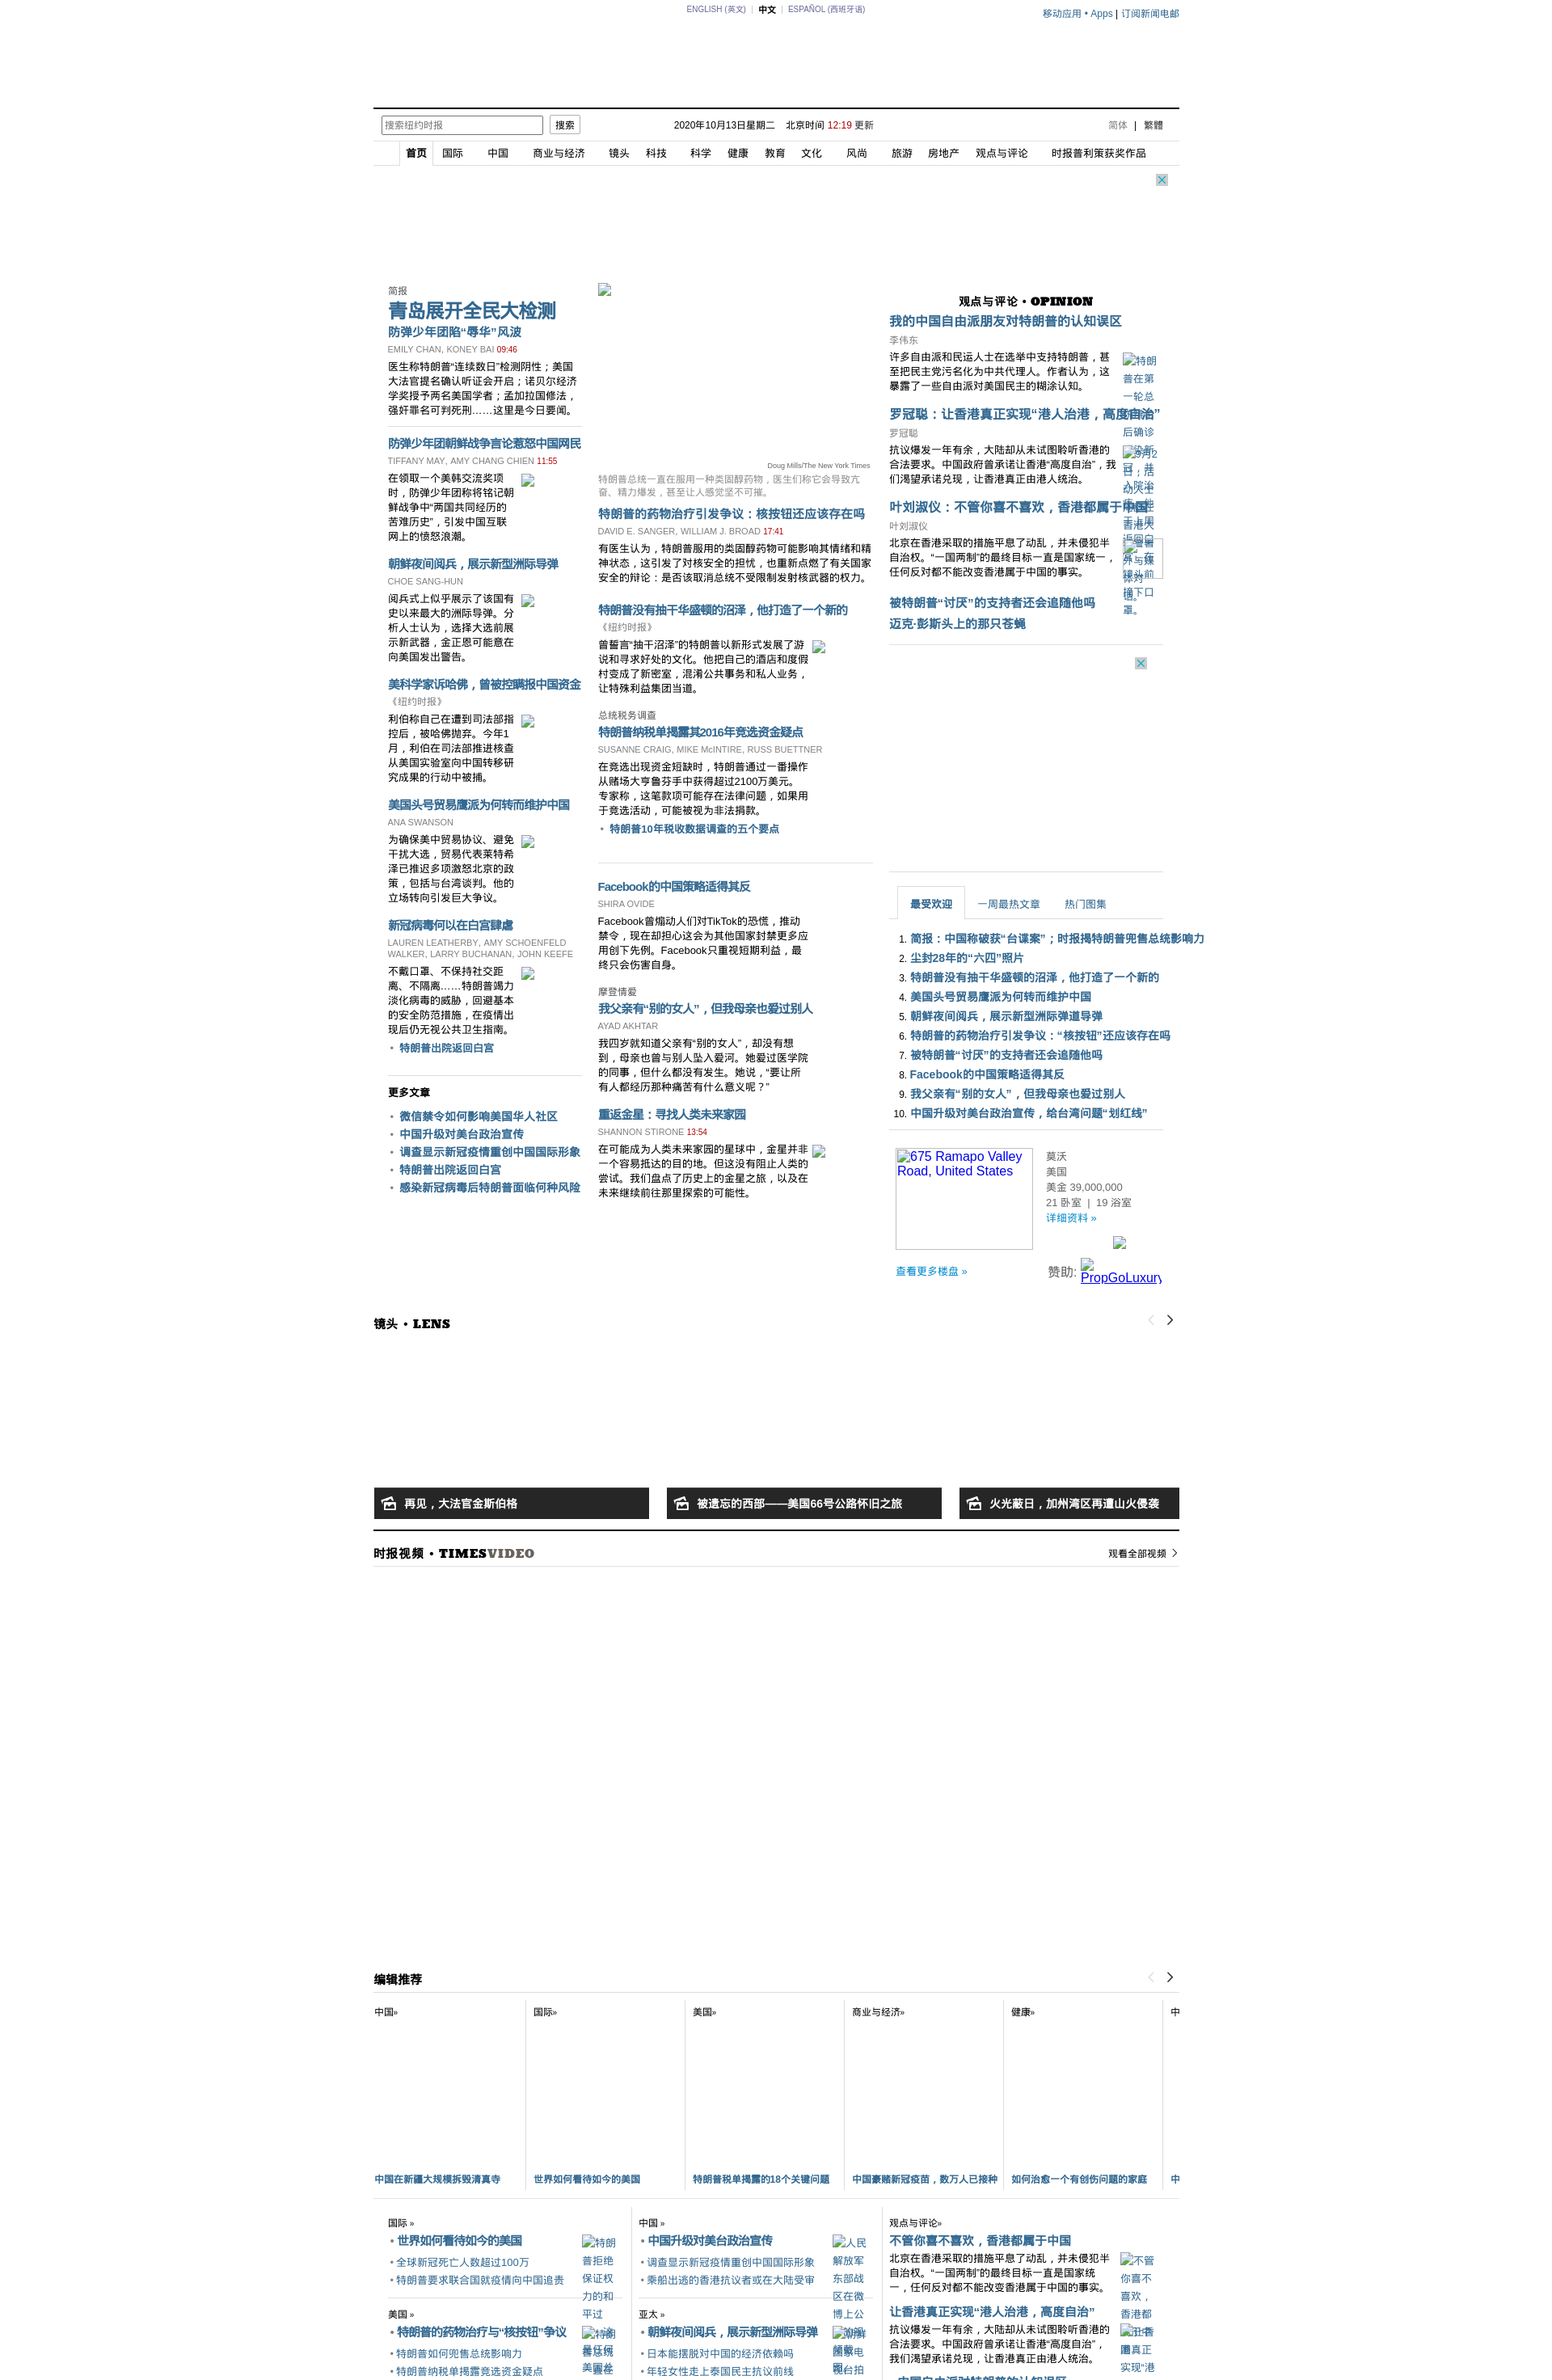 ENGLISH (英文) | 中文 | ESPAÑOL (西班牙语)
移动应用 • Apps | 订阅新闻电邮
搜索纽约时报 搜索
2020年10月13日星期二 北京时间 12:19 更新
简体 | 繁體
首页 国际 中国 商业与经济 镜头 科技 科学 健康 教育 文化 风尚 旅游 房地产 观点与评论 时报普利策获奖作品
简报
青岛展开全民大检测
防弹少年团陷“辱华”风波
EMILY CHAN, KONEY BAI 09:46
医生称特朗普“连续数日”检测阴性；美国
大法官提名确认听证会开启；诺贝尔经济
学奖授予两名美国学者；孟加拉国修法，
强奸罪名可判死刑……这里是今日要闻。
防弹少年团朝鲜战争言论惹怒中国网民
TIFFANY MAY, AMY CHANG CHIEN 11:55
在领取一个美韩交流奖项
时，防弹少年团称将铭记朝
鲜战争中“两国共同经历的
苦难历史”，引发中国互联
网上的愤怒浪潮。
朝鲜夜间阅兵，展示新型洲际导弹
CHOE SANG-HUN
阅兵式上似乎展示了该国有
史以来最大的洲际导弹。分
析人士认为，选择大选前展
示新武器，金正恩可能意在
向美国发出警告。
美科学家诉哈佛，曾被控瞒报中国资金
《纽约时报》
利伯称自己在遭到司法部指
控后，被哈佛抛弃。今年1
月，利伯在司法部推进核查
从美国实验室向中国转移研
究成果的行动中被捕。
美国头号贸易鹰派为何转而维护中国
ANA SWANSON
为确保美中贸易协议、避免
干扰大选，贸易代表莱特希
泽已推迟多项激怒北京的政
策，包括与台湾谈判。他的
立场转向引发巨大争议。
新冠病毒何以在白宫肆虐
LAUREN LEATHERBY, AMY SCHOENFELD
WALKER, LARRY BUCHANAN, JOHN KEEFE
不戴口罩、不保持社交距
离、不隔离……特朗普竭力
淡化病毒的威胁，回避基本
的安全防范措施，在疫情出
现后仍无视公共卫生指南。
• 特朗普出院返回白宫
更多文章
• 微信禁令如何影响美国华人社区
• 中国升级对美台政治宣传
• 调查显示新冠疫情重创中国国际形象
• 特朗普出院返回白宫
• 感染新冠病毒后特朗普面临何种风险
Doug Mills/The New York Times
特朗普总统一直在服用一种类固醇药物，医生们称它会导致亢
奋、精力爆发，甚至让人感觉坚不可摧。
特朗普的药物治疗引发争议：核按钮还应该存在吗
DAVID E. SANGER, WILLIAM J. BROAD 17:41
有医生认为，特朗普服用的类固醇药物可能影响其情绪和精
神状态，这引发了对核安全的担忧，也重新点燃了有关国家
安全的辩论：是否该取消总统不受限制发射核武器的权力。
特朗普没有抽干华盛顿的沼泽，他打造了一个新的
《纽约时报》
曾誓言“抽干沼泽”的特朗普以新形式发展了游
说和寻求好处的文化。他把自己的酒店和度假
村变成了新密室，混淆公共事务和私人业务，
让特殊利益集团当道。
总统税务调查
特朗普纳税单揭露其2016年竞选资金疑点
SUSANNE CRAIG, MIKE McINTIRE, RUSS BUETTNER
在竞选出现资金短缺时，特朗普通过一番操作
从赌场大亨鲁芬手中获得超过2100万美元。
专家称，这笔款项可能存在法律问题，如果用
于竞选活动，可能被视为非法捐款。
• 特朗普10年税收数据调查的五个要点
Facebook的中国策略适得其反
SHIRA OVIDE
Facebook曾煽动人们对TikTok的恐慌，推动
禁令，现在却担心这会为其他国家封禁更多应
用创下先例。Facebook只重视短期利益，最
终只会伤害自身。
摩登情爱
我父亲有“别的女人”，但我母亲也爱过别人
AYAD AKHTAR
我四岁就知道父亲有“别的女人”，却没有想
到，母亲也曾与别人坠入爱河。她爱过医学院
的同事，但什么都没有发生。她说，“要让所
有人都经历那种痛苦有什么意义呢？”
重返金星：寻找人类未来家园
SHANNON STIRONE 13:54
在可能成为人类未来家园的星球中，金星并非
一个容易抵达的目的地。但这没有阻止人类的
尝试。我们盘点了历史上的金星之旅，以及在
未来继续前往那里探索的可能性。
观点与评论 • OPINION
我的中国自由派朋友对特朗普的认知误区
李伟东
许多自由派和民运人士在选举中支持特朗普，甚
至把民主党污名化为中共代理人。作者认为，这
暴露了一些自由派对美国民主的糊涂认知。
罗冠聪：让香港真正实现“港人治港，高度自治”
罗冠聪
抗议爆发一年有余，大陆却从未试图聆听香港的
合法要求。中国政府曾承诺让香港“高度自治”，我
们渴望承诺兑现，让香港真正由港人统治。
叶刘淑仪：不管你喜不喜欢，香港都属于中国
叶刘淑仪
北京在香港采取的措施平息了动乱，并未侵犯半
自治权。“一国两制”的最终目标一直是国家统一，
任何反对都不能改变香港属于中国的事实。
特朗
普在第
一轮总
后确诊
被特朗普“讨厌”的支持者还会追随他吗
迈克·彭斯头上的那只苍蝇
最受欢迎 一周最热文章 热门图集
1. 简报：中国称破获“台谍案”；时报揭特朗普兜售总统影响力
2. 尘封28年的“六四”照片
3. 特朗普没有抽干华盛顿的沼泽，他打造了一个新的
4. 美国头号贸易鹰派为何转而维护中国
5. 朝鲜夜间阅兵，展示新型洲际弹道导弹
6. 特朗普的药物治疗引发争议：“核按钮”还应该存在吗
7. 被特朗普“讨厌”的支持者还会追随他吗
8. Facebook的中国策略适得其反
9. 我父亲有“别的女人”，但我母亲也爱过别人
10. 中国升级对美台政治宣传，给台湾问题“划红线”
675 Ramapo Valley
Road, United States
莫沃
美国
美金 39,000,000
21 卧室 | 19 浴室
详细资料 »
查看更多楼盘 »
赞助: PropGoLuxury
镜头 • LENS
再见，大法官金斯伯格
被遗忘的西部——美国66号公路怀旧之旅
火光蔽日，加州湾区再遭山火侵袭
时报视频 • TIMESVIDEO
观看全部视频
编辑推荐
中国» 国际» 美国» 商业与经济» 健康» 中
中国在新疆大规模拆毁清真寺
世界如何看待如今的美国
特朗普税单揭露的18个关键问题
中国豪赌新冠疫苗，数万人已接种
如何治愈一个有创伤问题的家庭
中
国际 »
• 世界如何看待如今的美国
• 全球新冠死亡人数超过100万
• 特朗普要求联合国就疫情向中国追责
特朗
普拒绝
保证权
力的和
平过
美国 »
• 特朗普的药物治疗与“核按钮”争议
• 特朗普如何兜售总统影响力
• 特朗普纳税单揭露竞选资金疑点
中国 »
• 中国升级对美台政治宣传
• 调查显示新冠疫情重创中国国际形象
• 乘船出逃的香港抗议者或在大陆受审
人民
解放军
东部战
区在微
博上公
亚太 »
• 朝鲜夜间阅兵，展示新型洲际导弹
• 日本能摆脱对中国的经济依赖吗
• 年轻女性走上泰国民主抗议前线
观点与评论»
不管你喜不喜欢，香港都属于中国
北京在香港采取的措施平息了动乱，并未侵犯半
自治权。“一国两制”的最终目标一直是国家统
一，任何反对都不能改变香港属于中国的事实。
不管
你喜不
喜欢，
香港都
让香港真正实现“港人治港，高度自治”
抗议爆发一年有余，大陆却从未试图聆听香港的
合法要求。中国政府曾承诺让香港“高度自治”，
我们渴望承诺兑现，让香港真正由港人统治。